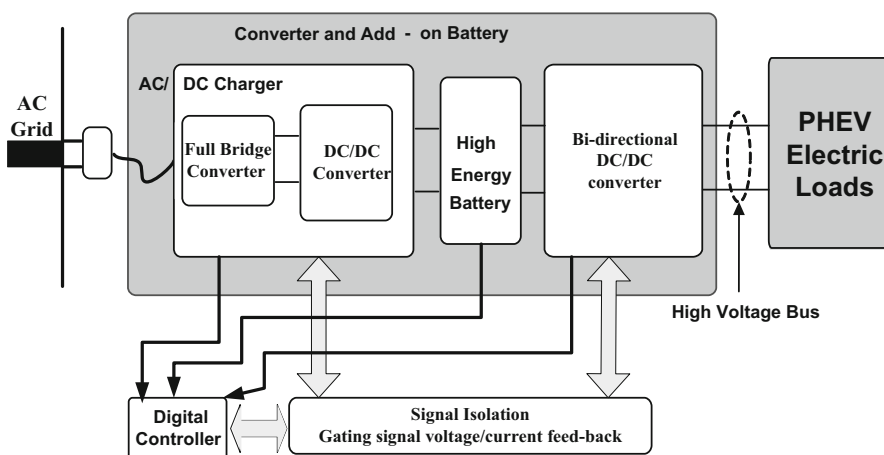 Converter and Add - on Battery
AC/ DC Charger
AC
Grid
Full Bridge
Converter
DC/DC
Converter
High
Energy
Battery
Bi-directional
DC/DC
converter
PHEV
Electric
Loads
High Voltage Bus
Digital
Controller
Signal Isolation
Gating signal voltage/current feed-back